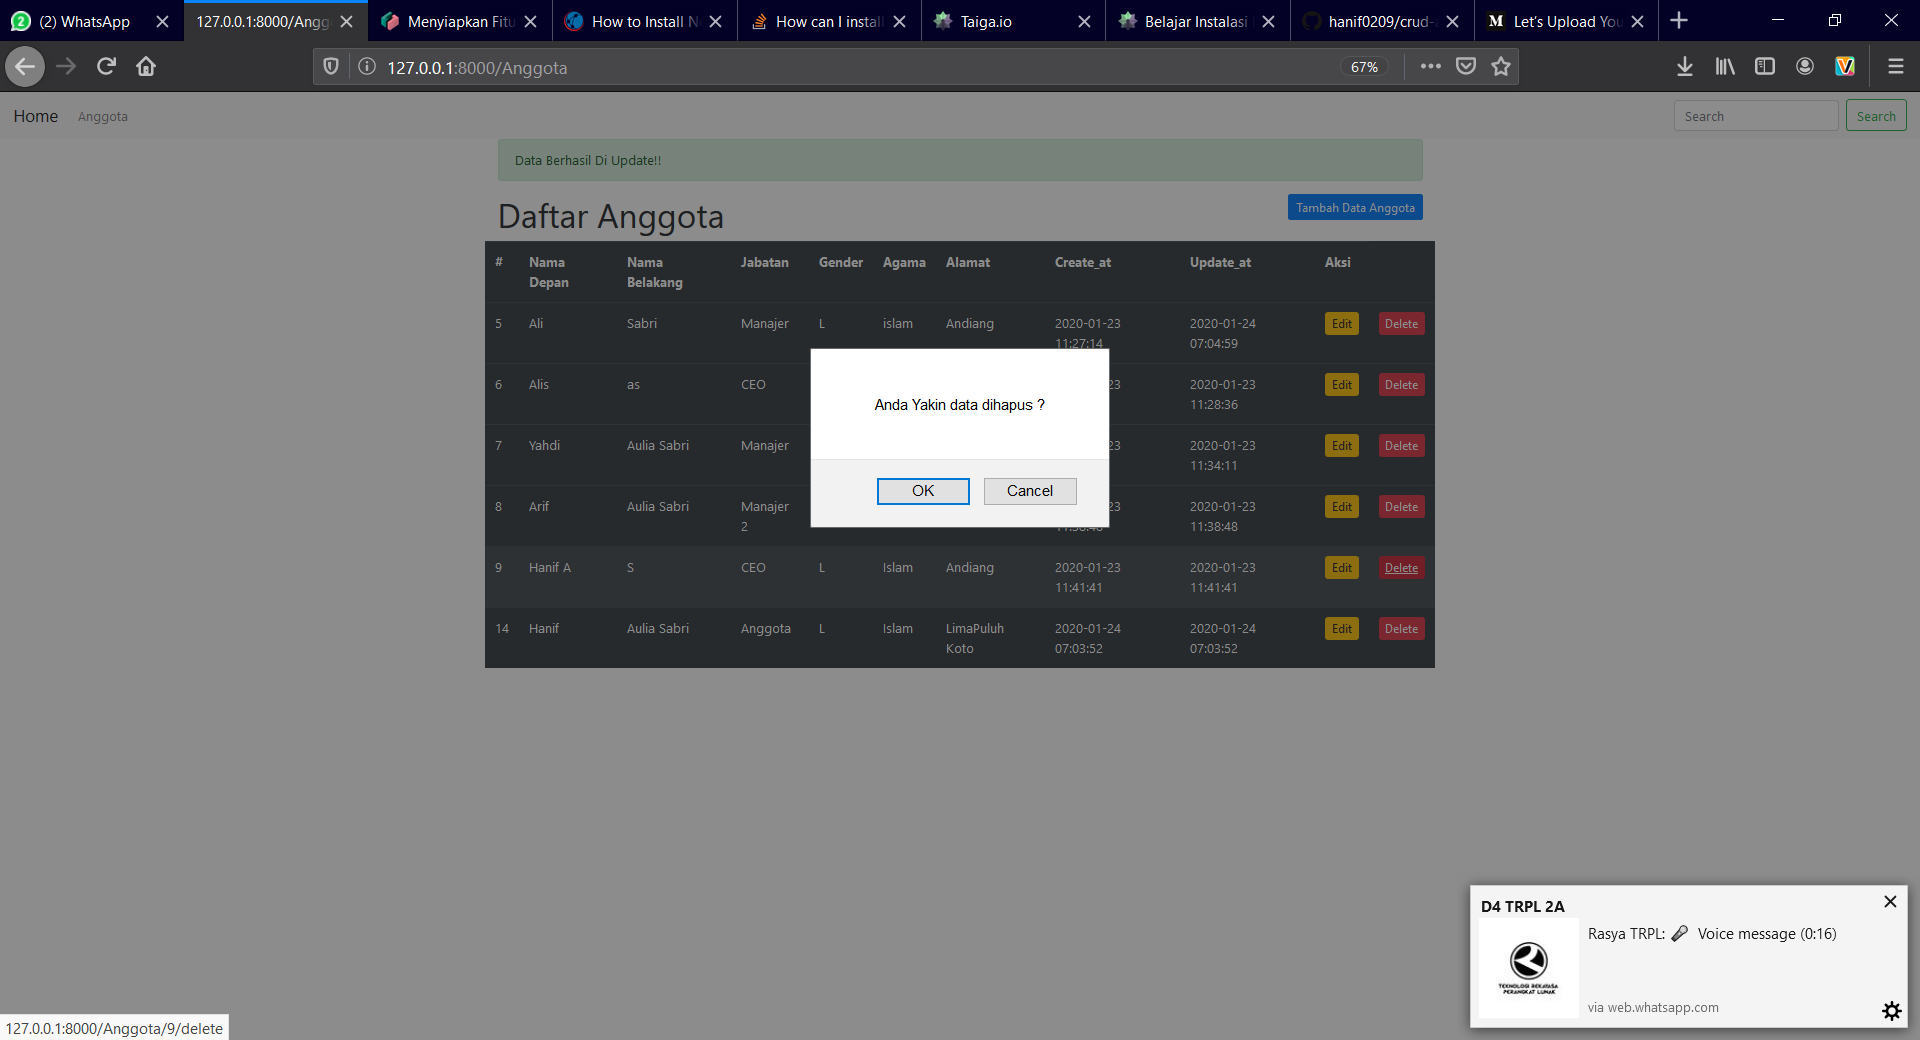 (2) WhatsApp
127.0.0.1:8000/Angg
Menyiapkan Fitu
How to Install N
How can I instal
Taiga.io
Belajar Instalasi
hanif0209/crud-
M Let's Upload You
127.0.0.1:8000/Anggota
67%
Home Anggota
Search Search
Data Berhasil Di Update!!
Daftar Anggota
Tambah Data Anggota
# Nama Depan Nama Belakang Jabatan Gender Agama Alamat Create_at Update_at Aksi
5 Ali Sabri Manajer L islam Andiang 2020-01-23 11:27:14 2020-01-24 07:04:59 Edit Delete
6 Alis as CEO 23 2020-01-23 11:28:36 Edit Delete
7 Yahdi Aulia Sabri Manajer 23 2020-01-23 11:34:11 Edit Delete
8 Arif Aulia Sabri Manajer 2 23 2020-01-23 11:38:48 Edit Delete
9 Hanif A S CEO L Islam Andiang 2020-01-23 11:41:41 2020-01-23 11:41:41 Edit Delete
14 Hanif Aulia Sabri Anggota L Islam LimaPuluh Koto 2020-01-24 07:03:52 2020-01-24 07:03:52 Edit Delete
Anda Yakin data dihapus ?
OK Cancel
D4 TRPL 2A
Rasya TRPL: Voice message (0:16)
TEKNOLOGI REKAYASA
PERANGKAT LUNAK
via web.whatsapp.com
127.0.0.1:8000/Anggota/9/delete